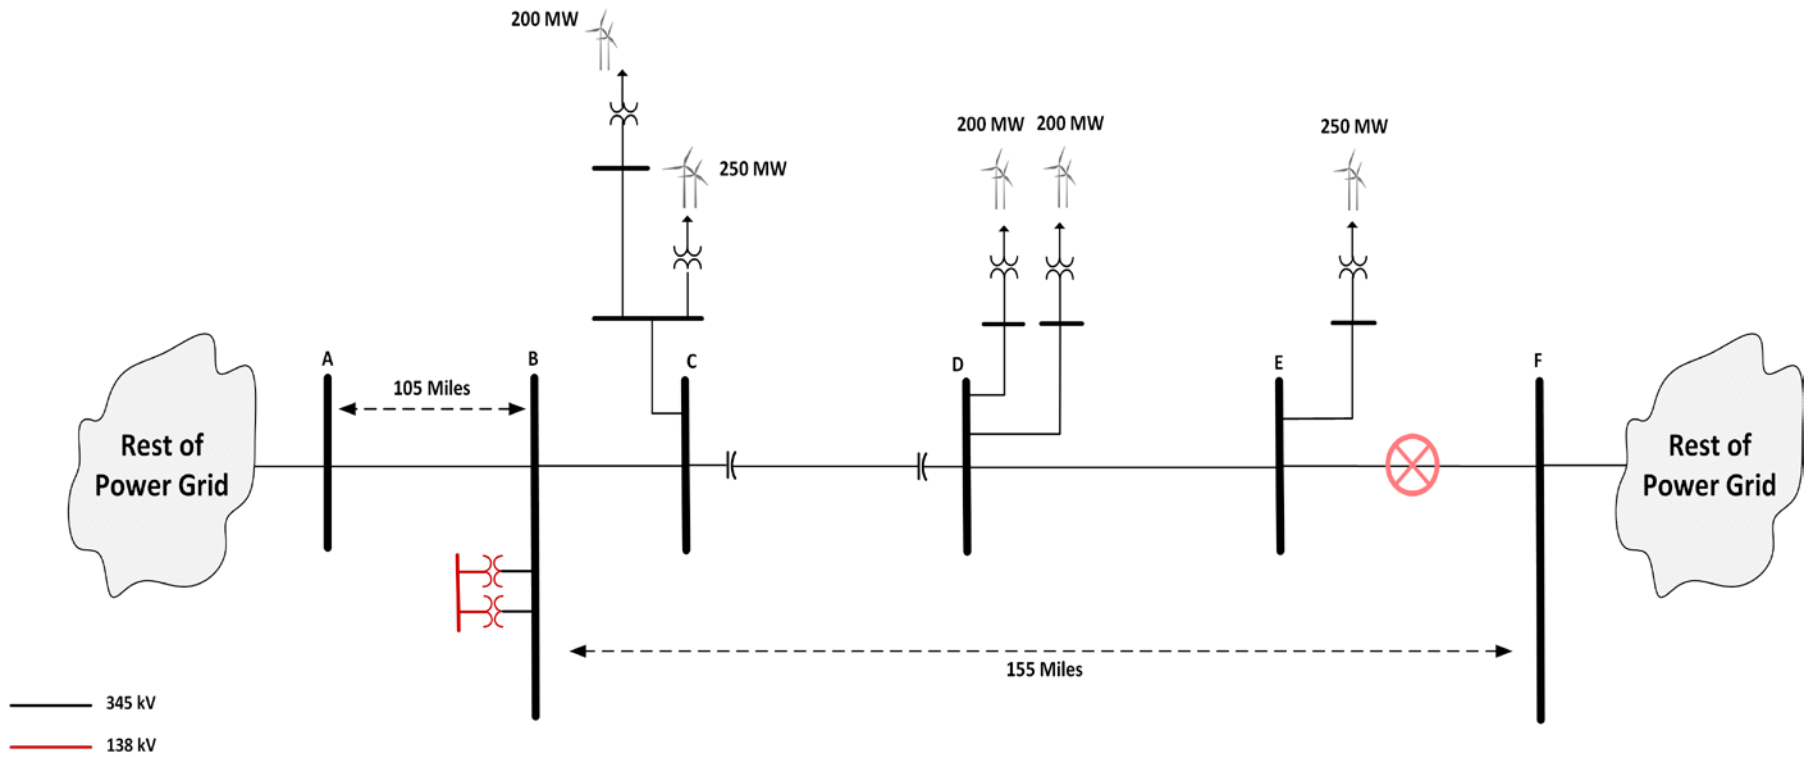 200 MW
250 MW
200 MW
200 MW
250 MW
A
B
C
D
E
F
105 Miles
Rest of
Power Grid
Rest of
Power Grid
155 Miles
345 kV
138 kV